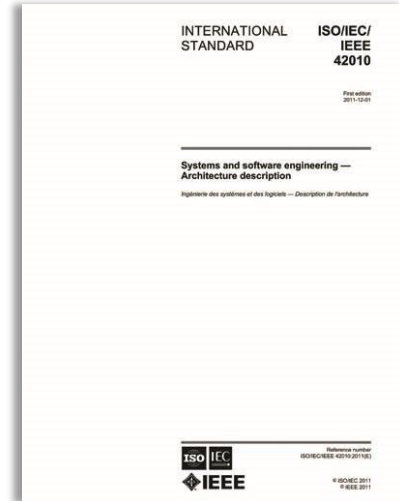 INTERNATIONAL
STANDARD
ISO/IEC/
IEEE
42010
First edition
2011-12-01
Systems and software engineering —
Architecture description
Ingénierie des systèmes et des logiciels — Description de l'architecture
ISO IEC
IEEE
Reference number
ISO/IEC/IEEE 42010:2011(E)
© ISO/IEC 2011
© IEEE 2011